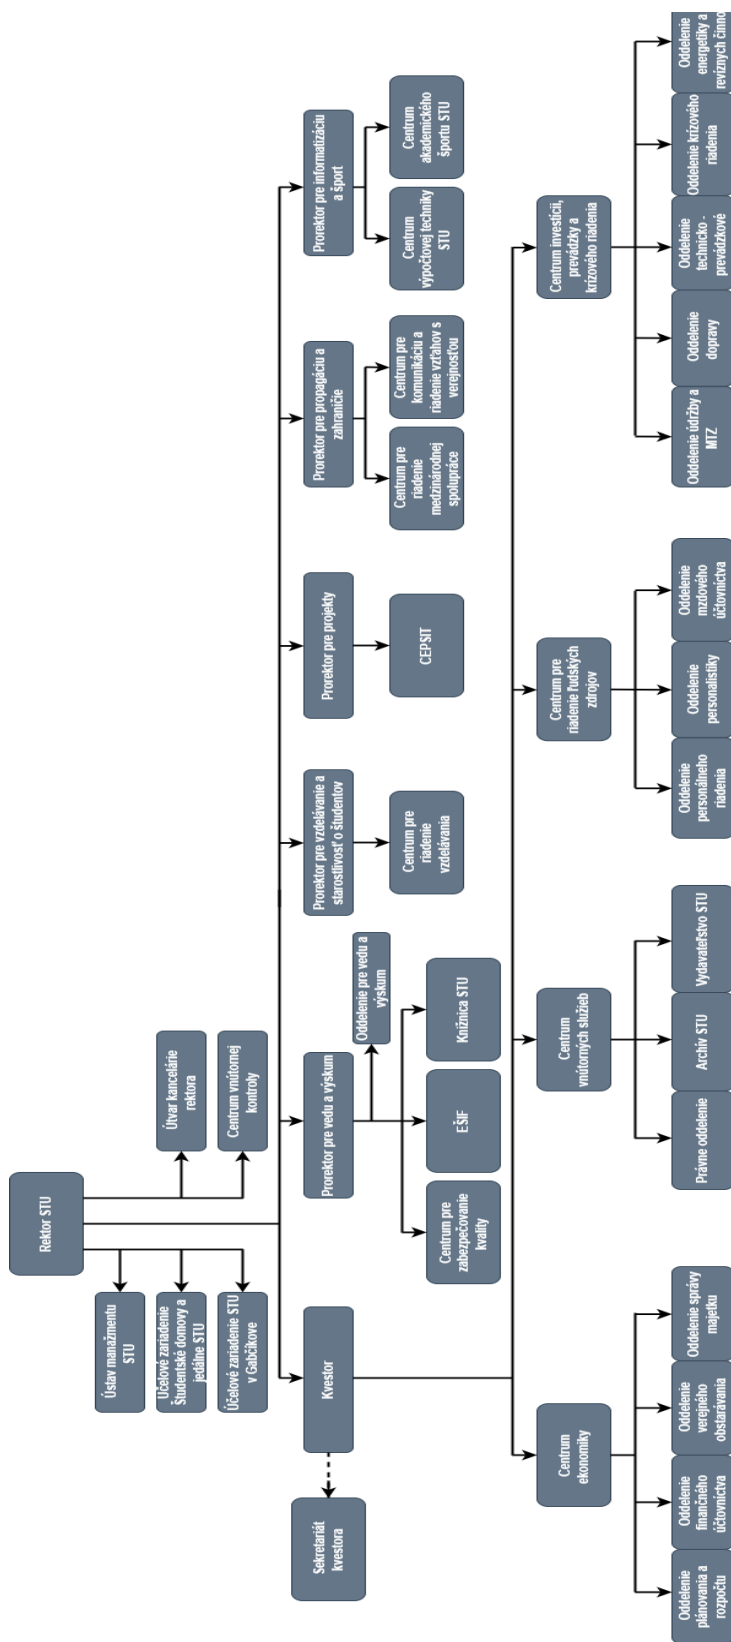 Rektor STU
Ústav manažmentu
STU
Účelové zariadenie
Študentské domovy a
jedálne STU
Účelové zariadenie STU
v Gabčíkove
Útvar kancelárie
rektora
Centrum vnútornej
kontroly
Sekretariát
kvestora
Kvestor
Prorektor pre vedu a výskum
Prorektor pre vzdelávanie a
starostlivosť o študentov
Prorektor pre projekty
Prorektor pre propagáciu a
zahraničie
Prorektor pre informatizáciu
a šport
Oddelenie pre vedu a
výskum
Centrum pre
zabezpečovanie
kvality
EŠIF
Knižnica STU
Centrum pre
riadenie
vzdelávania
CEPSIT
Centrum pre
riadenie
medzinárodnej
spolupráce
Centrum pre
komunikáciu a
riadenie vzťahov s
verejnosťou
Centrum
výpočtovej techniky
STU
Centrum
akademického
športu STU
Centrum
ekonomiky
Centrum
vnútorných služieb
Centrum pre
riadenie ľudských
zdrojov
Centrum investícií,
prevádzky a
krízového riadenia
Oddelenie
plánovania a
rozpočtu
Oddelenie
finančného
účtovníctva
Oddelenie
verejného
obstarávania
Oddelenie správy
majetku
Právne oddelenie
Archív STU
Vydavateľstvo STU
Oddelenie
personálneho
riadenia
Oddelenie
personalistiky
Oddelenie
mzdového
účtovníctva
Oddelenie údržby a
MTZ
Oddelenie
dopravy
Oddelenie
technicko -
prevádzkové
Oddelenie krízového
riadenia
Oddelenie
energetiky a
revíznych činno